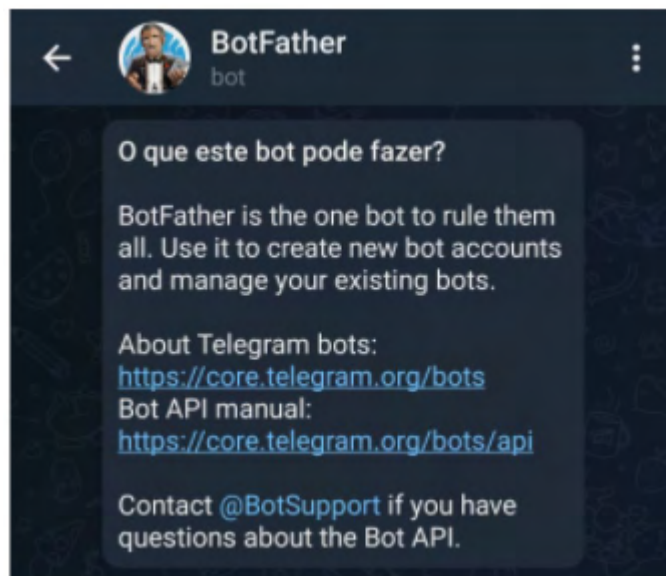 BotFather
bot
O que este bot pode fazer?
BotFather is the one bot to rule them
all. Use it to create new bot accounts
and manage your existing bots.
About Telegram bots:
https://core.telegram.org/bots
Bot API manual:
https://core.telegram.org/bots/api
Contact @BotSupport if you have
questions about the Bot API.